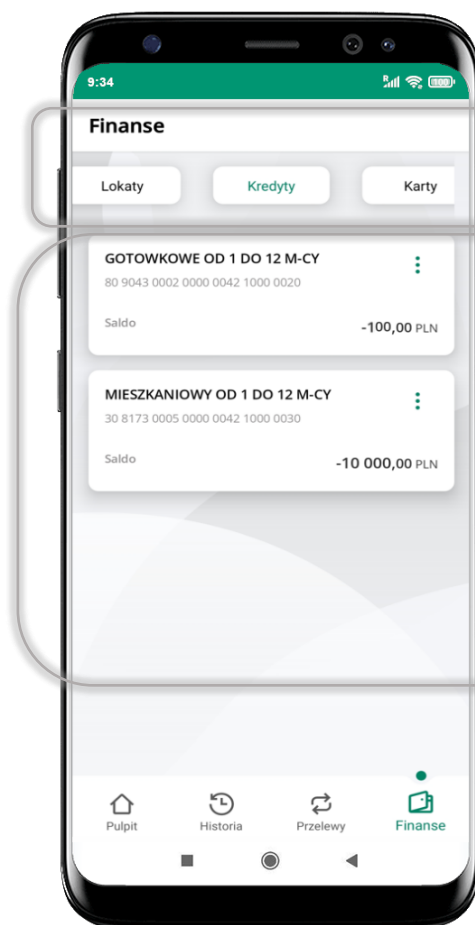 9:34
Finanse
Lokaty Kredyty Karty
GOTOWKOWE OD 1 DO 12 M-CY
80 9043 0002 0000 0042 1000 0020
Saldo -100,00 PLN
MIESZKANIOWY OD 1 DO 12 M-CY
30 8173 0005 0000 0042 1000 0030
Saldo -10 000,00 PLN
Pulpit Historia Przelewy Finanse